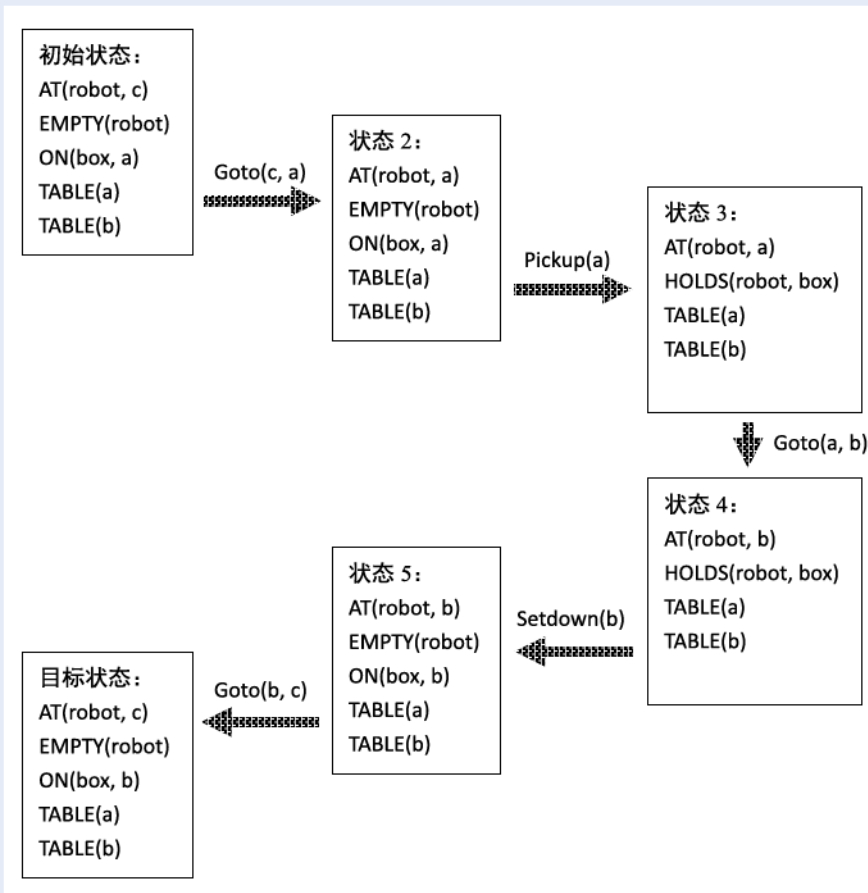 初始状态：
AT(robot, c)
EMPTY(robot)
ON(box, a)
TABLE(a)
TABLE(b)
Goto(c, a)
状态 2：
AT(robot, a)
EMPTY(robot)
ON(box, a)
TABLE(a)
TABLE(b)
Pickup(a)
状态 3：
AT(robot, a)
HOLDS(robot, box)
TABLE(a)
TABLE(b)
Goto(a, b)
状态 4：
AT(robot, b)
HOLDS(robot, box)
TABLE(a)
TABLE(b)
Setdown(b)
状态 5：
AT(robot, b)
EMPTY(robot)
ON(box, b)
TABLE(a)
TABLE(b)
Goto(b, c)
目标状态：
AT(robot, c)
EMPTY(robot)
ON(box, b)
TABLE(a)
TABLE(b)